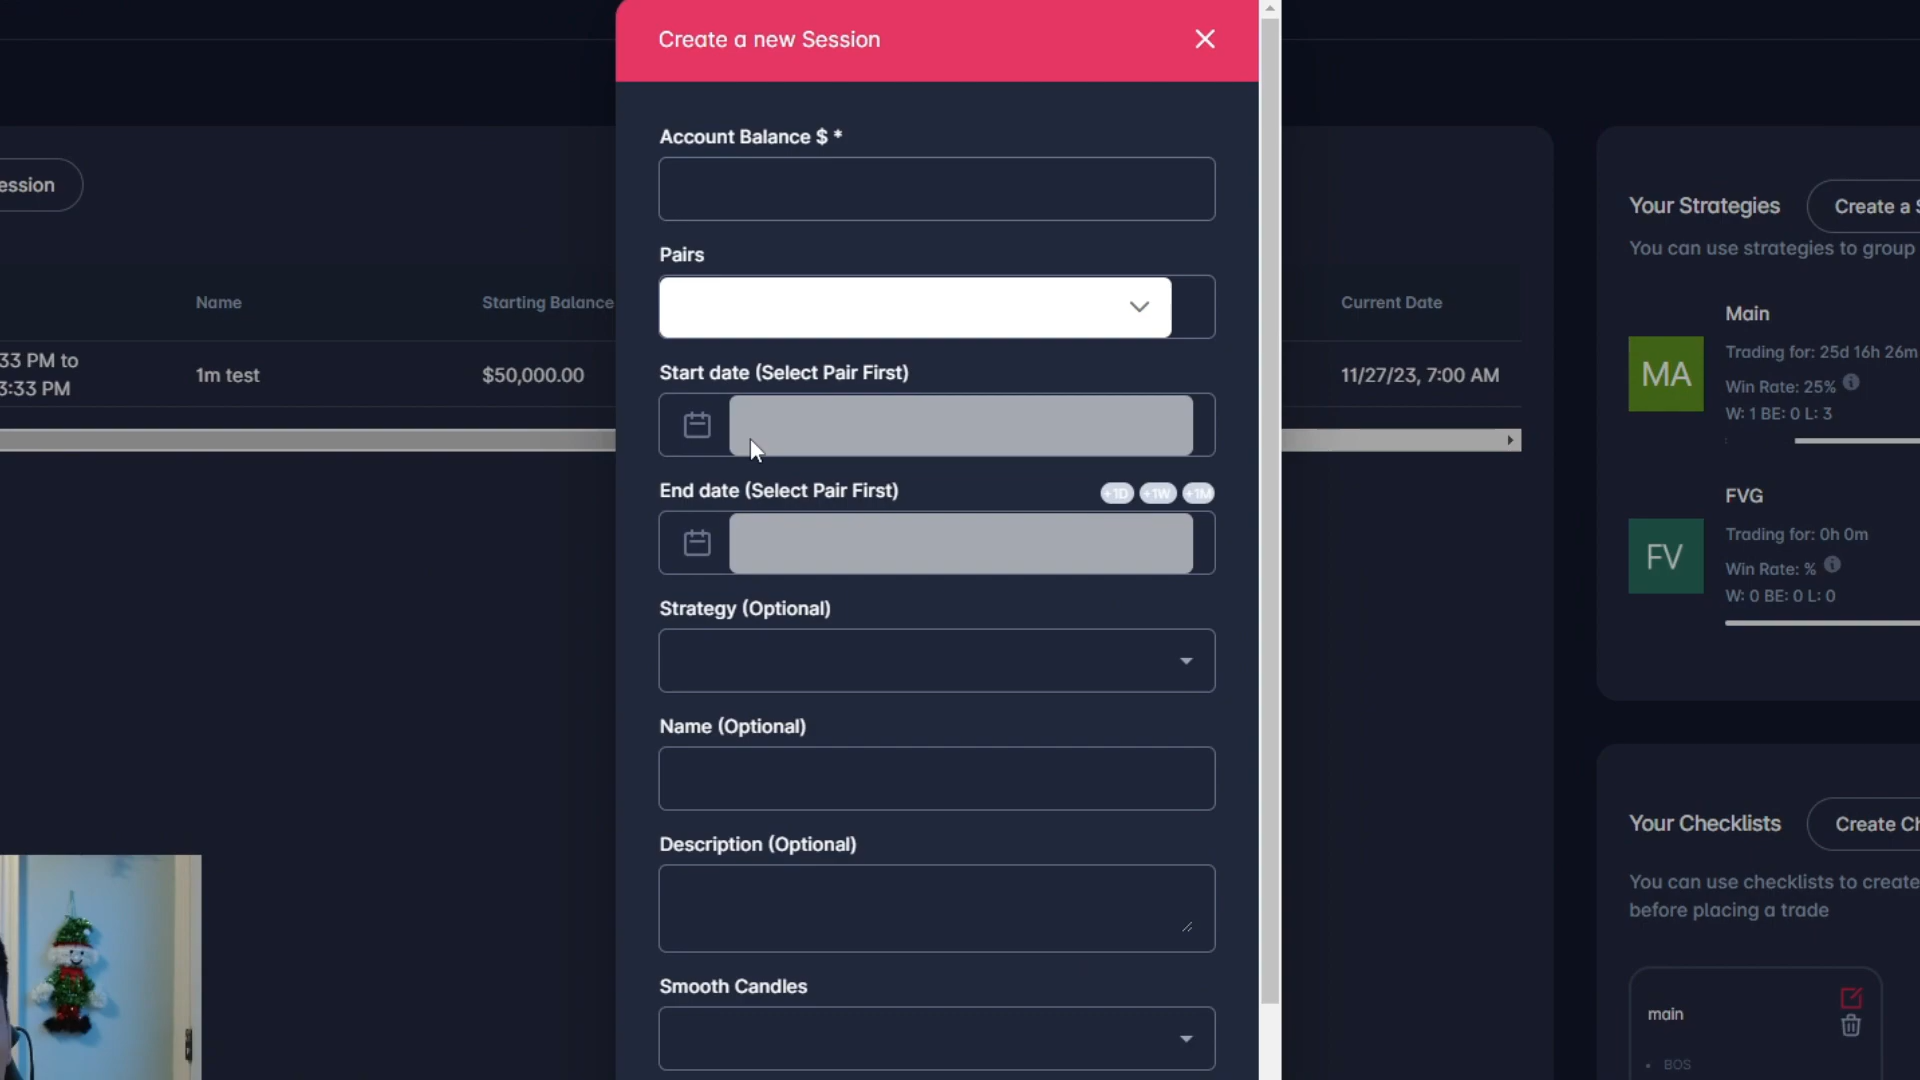 Create a new Session
Account Balance $ *
Pairs
Start date (Select Pair First)
End date (Select Pair First)
+1D +1W +1M
Strategy (Optional)
Name (Optional)
Description (Optional)
Smooth Candles
ession
Name
Starting Balance
Current Date
33 PM to
3:33 PM
1m test
$50,000.00
11/27/23, 7:00 AM
Your Strategies
Create a S
You can use strategies to group
Main
MA
Trading for: 25d 16h 26m
Win Rate: 25%
W: 1 BE: 0 L: 3
FVG
FV
Trading for: 0h 0m
Win Rate: %
W: 0 BE: 0 L: 0
Your Checklists
Create Ch
You can use checklists to create
before placing a trade
main
• BOS